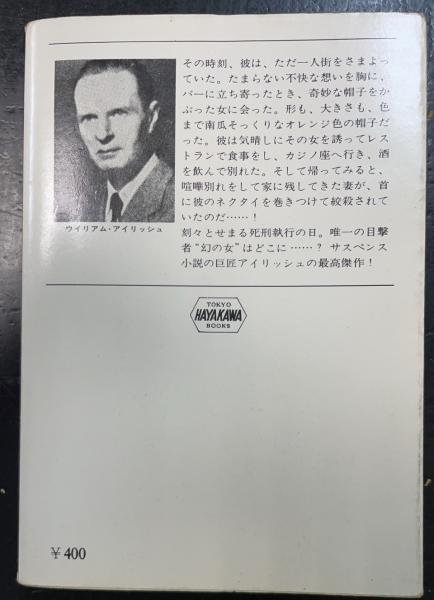 その時刻、彼は、ただ一人街をさまよっ
ていた。たまらない不快な想いを胸に、
バーに立ち寄ったとき、奇妙な帽子をか
ぶった女に会った。形も、大きさも、色
まで南瓜そっくりなオレンジ色の帽子だ
った。彼は気晴しにその女を誘ってレス
トランで食事をし、カジノ座へ行き、酒
を飲んで別れた。そして帰ってみると、
喧嘩別れをして家に残してきた妻が、首
に彼のネクタイを巻きつけて絞殺されて
いたのだ……！
刻々とせまる死刑執行の日。唯一の目撃
者“幻の女”はどこに……？ サスペンス
小説の巨匠アイリッシュの最高傑作！
ウイリアム・アイリッシュ
TOKYO
HAYAKAWA
BOOKS
￥400